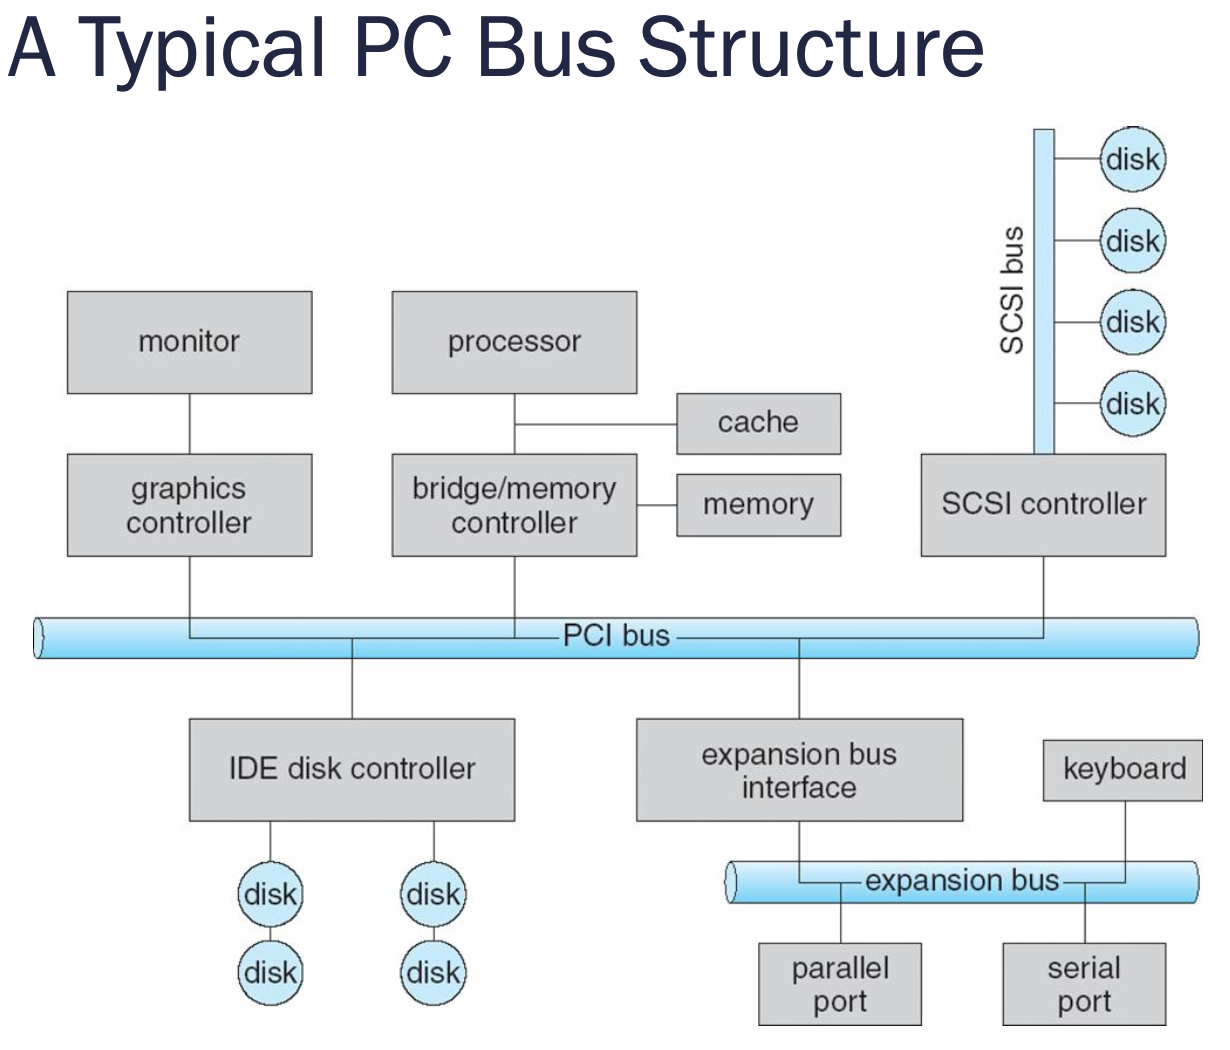 A Typical PC Bus Structure
disk
disk
disk
disk
SCSI bus
monitor
processor
cache
graphics
controller
bridge/memory
controller
memory
SCSI controller
PCI bus
IDE disk controller
expansion bus
interface
keyboard
disk
disk
disk
disk
expansion bus
parallel
port
serial
port